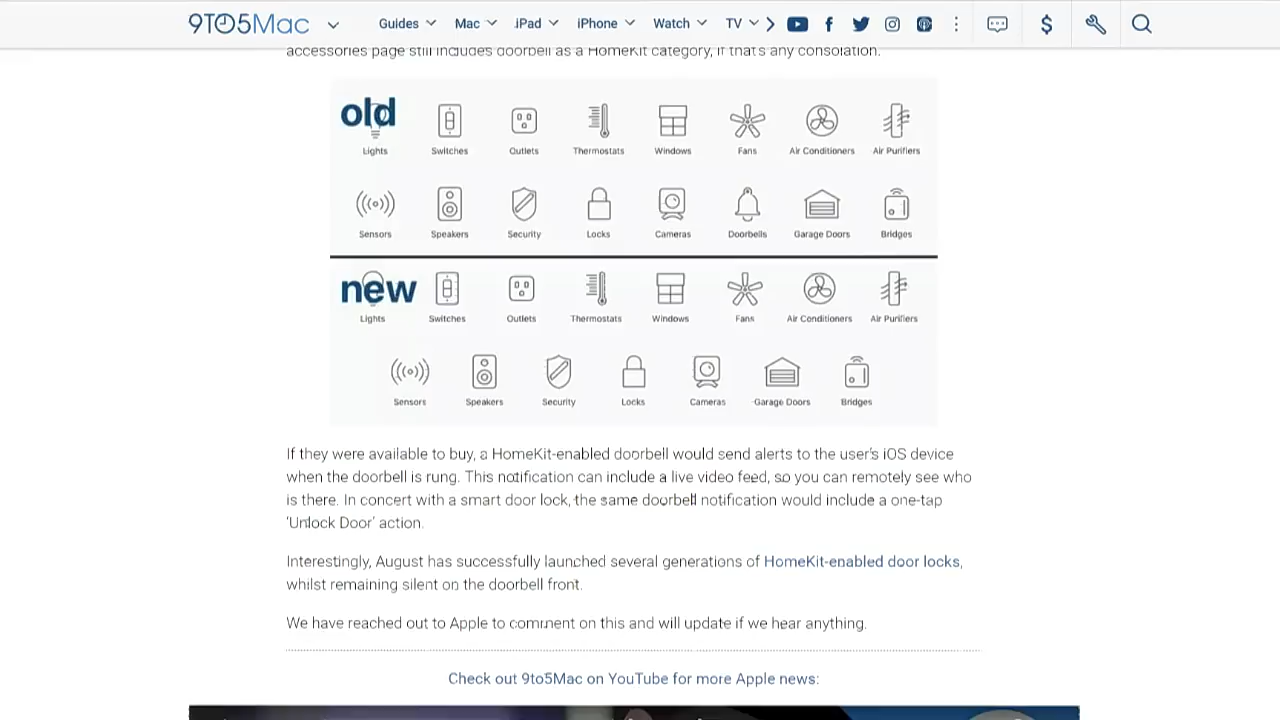 9TO5Mac Guides Mac iPad iPhone Watch TV
accessories page still includes doorbell as a HomeKit category, if that's any consolation.
old
Lights Switches Outlets Thermostats Windows Fans Air Conditioners Air Purifiers
Sensors Speakers Security Locks Cameras Doorbells Garage Doors Bridges
new
Lights Switches Outlets Thermostats Windows Fans Air Conditioners Air Purifiers
Sensors Speakers Security Locks Cameras Garage Doors Bridges
If they were available to buy, a HomeKit-enabled doorbell would send alerts to the user's iOS device
when the doorbell is rung. This notification can include a live video feed, so you can remotely see who
is there. In concert with a smart door lock, the same doorbell notification would include a one-tap
'Unlock Door' action.
Interestingly, August has successfully launched several generations of HomeKit-enabled door locks,
whilst remaining silent on the doorbell front.
We have reached out to Apple to comment on this and will update if we hear anything.
Check out 9to5Mac on YouTube for more Apple news: